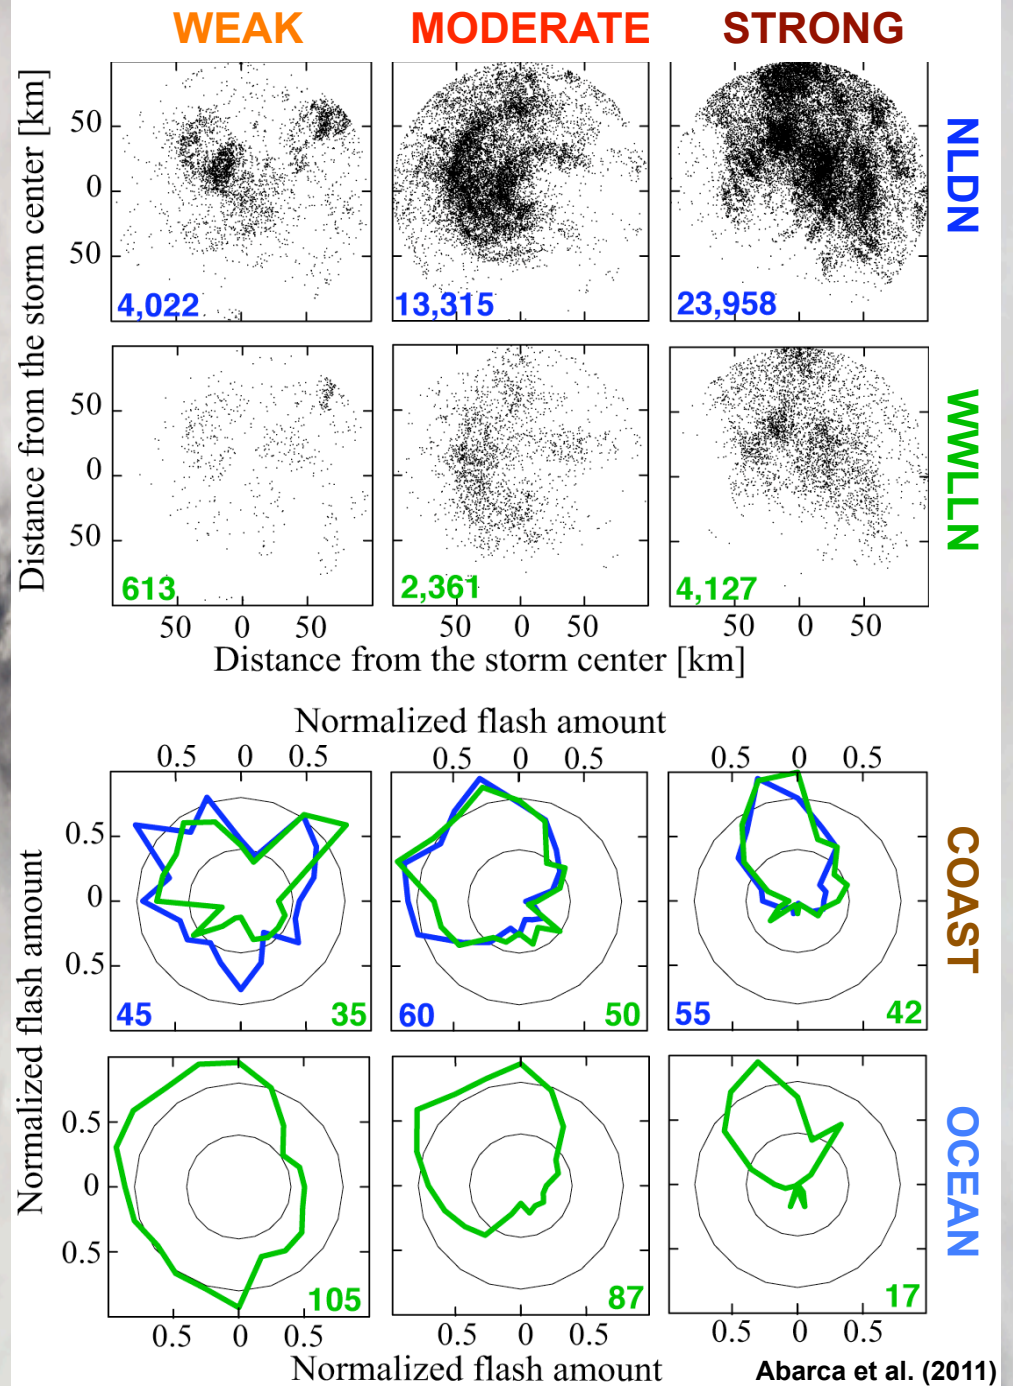 WEAK MODERATE STRONG
Distance from the storm center [km]
50
0
50
4,022 13,315 23,958
NLDN
50
0
50
613 2,361 4,127
WWLLN
50 0 50 50 0 50 50 0 50
Distance from the storm center [km]
Normalized flash amount
0.5 0 0.5 0.5 0 0.5 0.5 0 0.5
Normalized flash amount
0.5
0
0.5
45 35 60 50 55 42
COAST
0.5
0
0.5
105 87 17
OCEAN
0.5 0 0.5 0.5 0 0.5 0.5 0 0.5
Normalized flash amount
Abarca et al. (2011)